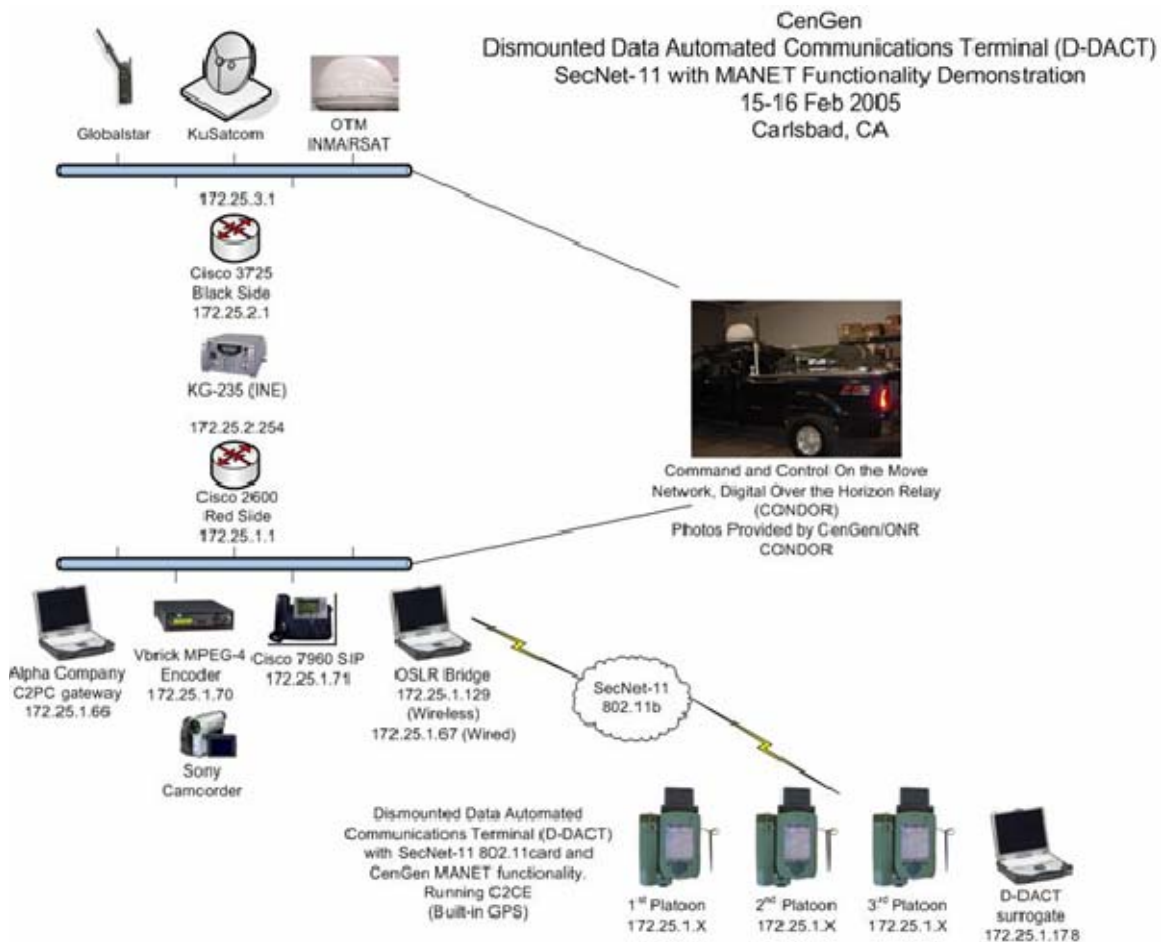 CenGen
Dismounted Data Automated Communications Terminal (D-DACT)
SecNet-11 with MANET Functionality Demonstration
15-16 Feb 2005
Carlsbad, CA
Globalstar
KuSatcom
OTM
INMARSAT
172.25.3.1
Cisco 3725
Black Side
172.25.2.1
KG-235 (INE)
172.25.2.254
Cisco 2600
Red Side
172.25.1.1
Command and Control On the Move
Network, Digital Over the Horizon Relay
(CONDOR)
Photos Provided by CenGen/ONR
CONDOR
Alpha Company
C2PC gateway
172.25.1.66
Vbrick MPEG-4
Encoder
172.25.1.70
Cisco 7960 SIP
172.25.1.71
OSLR Bridge
172.25.1.129
(Wire-less)
172.25.1.67 (Wired)
SecNet-11
802.11b
Sony
Camcorder
Dismounted Data Automated
Communications Terminal (D-DACT)
with SecNet-11 802.11card and
CenGen MANET functionality.
Running C2CE
(Built-in GPS)
1st Platoon
172.25.1.X
2nd Platoon
172.25.1.X
3rd Platoon
172.25.1.X
D-DACT
surrogate
172.25.1.178